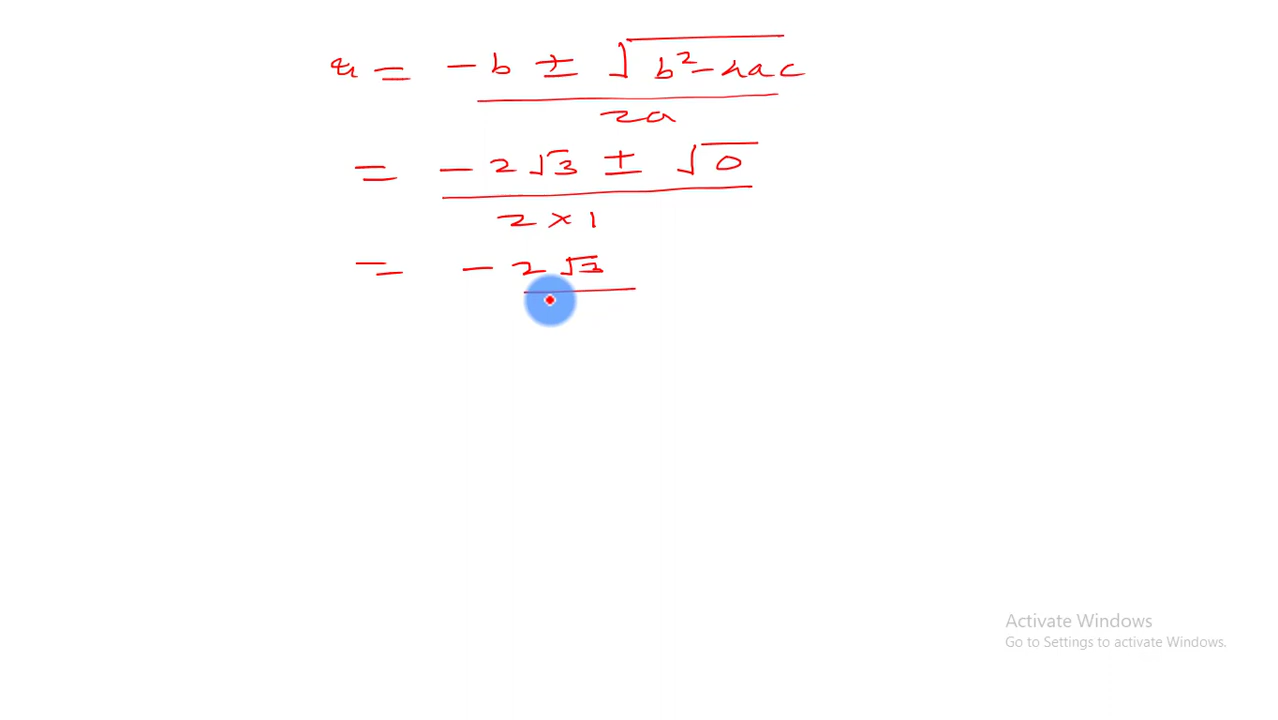 x = -b ± √b²-4ac
2a
= -2√3 ± √0
2 × 1
= -2√3
Activate Windows
Go to Settings to activate Windows.